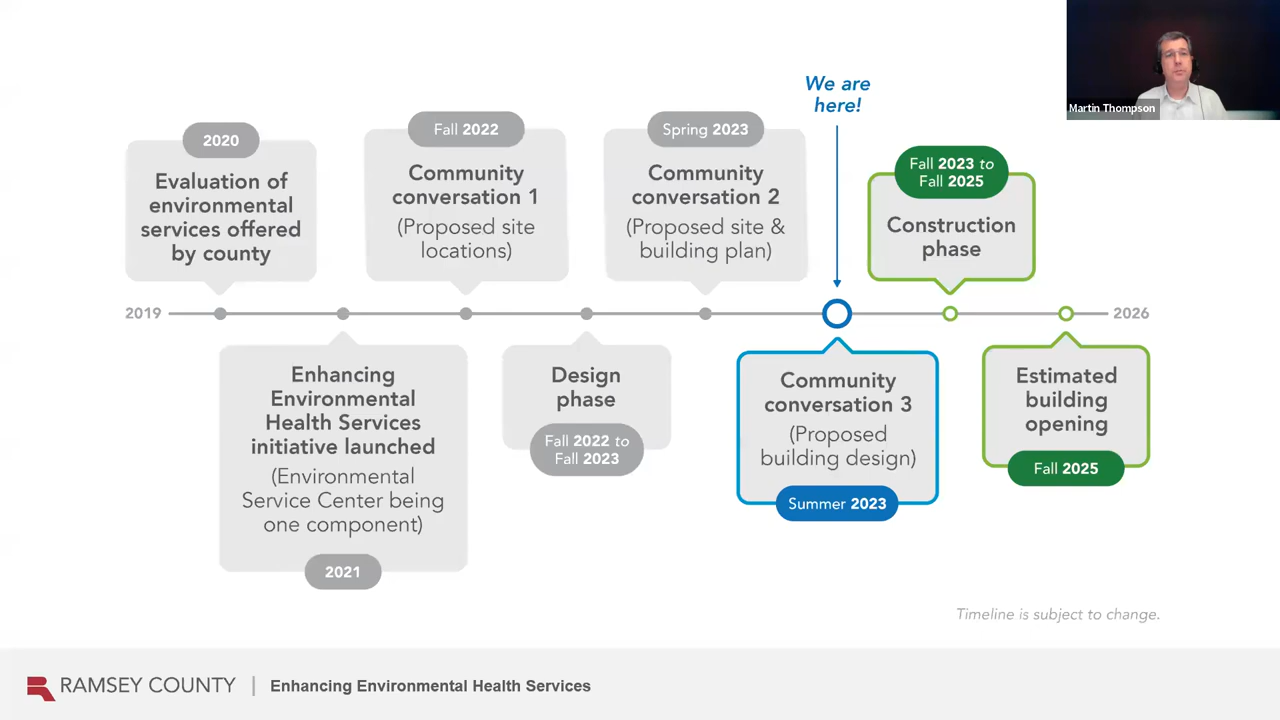 Martin Thompson
We are
here!
2020
Evaluation of
environmental
services offered
by county
Fall 2022
Community
conversation 1
(Proposed site
locations)
Spring 2023
Community
conversation 2
(Proposed site &
building plan)
Fall 2023 to
Fall 2025
Construction
phase
2019
2026
Enhancing
Environmental
Health Services
initiative launched
(Environmental
Service Center being
one component)
2021
Design
phase
Fall 2022 to
Fall 2023
Community
conversation 3
(Proposed
building design)
Summer 2023
Estimated
building
opening
Fall 2025
Timeline is subject to change.
RAMSEY COUNTY | Enhancing Environmental Health Services